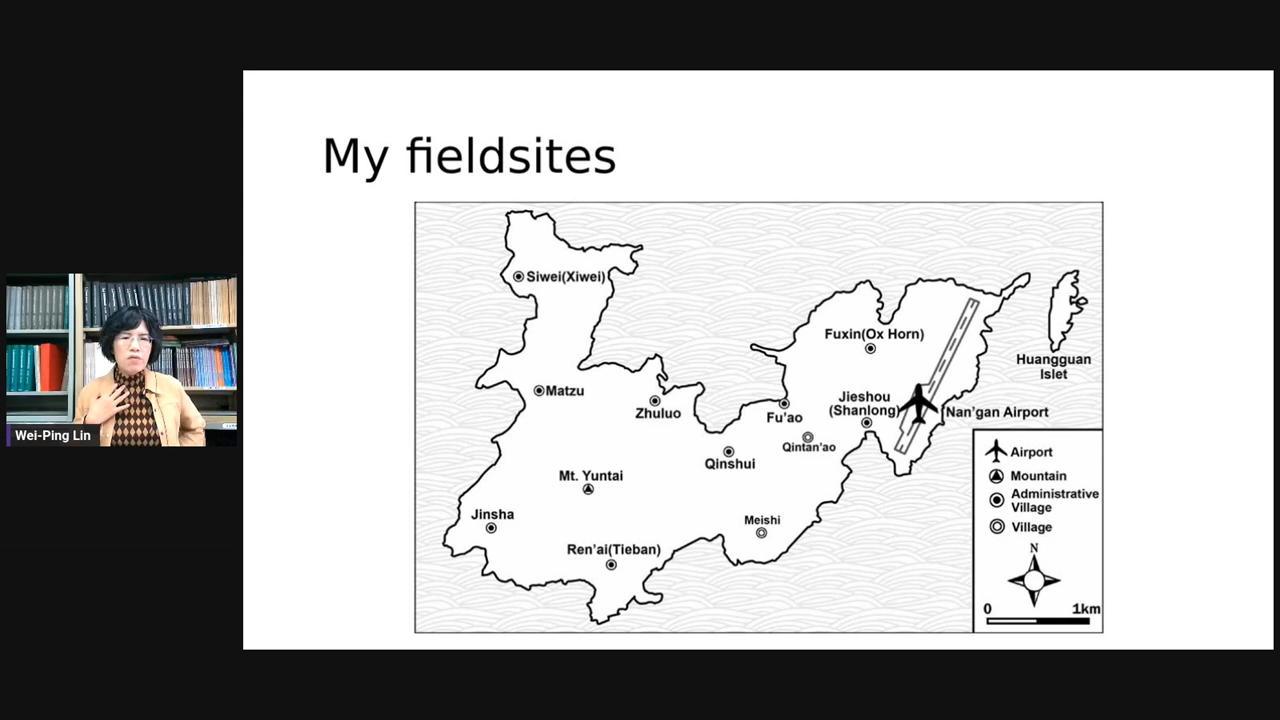 My fieldsites
Siwei(Xiwei)
Fuxin(Ox Horn)
Huangguan
Islet
Matzu
Zhuluo
Fu'ao
Jieshou
(Shanlong)
Nan'gan Airport
Qintan'ao
Qinshui
Mt. Yuntai
Jinsha
Meishi
Ren'ai(Tieban)
Airport
Mountain
Administrative
Village
Village
N
0 1km
Wei-Ping Lin